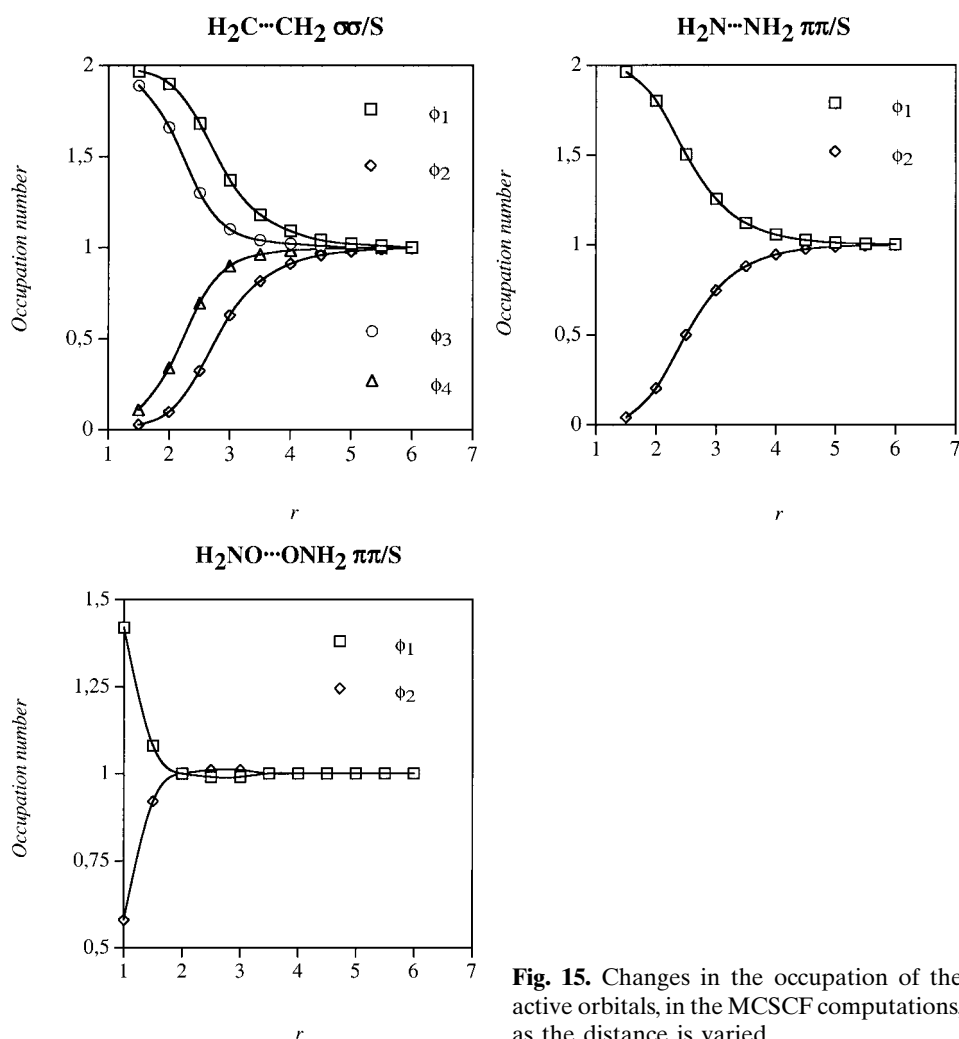 H2C···CH2 σσ/S
Occupation number
2
1,5
1
0,5
0
1 2 3 4 5 6 7
r
ϕ1
ϕ2
ϕ3
ϕ4
H2N···NH2 ππ/S
Occupation number
2
1,5
1
0,5
0
1 2 3 4 5 6 7
r
ϕ1
ϕ2
H2NO···ONH2 ππ/S
Occupation number
1,5
1,25
1
0,75
0,5
1 2 3 4 5 6 7
r
ϕ1
ϕ2
Fig. 15. Changes in the occupation of the
active orbitals, in the MCSCF computations,
as the distance is varied